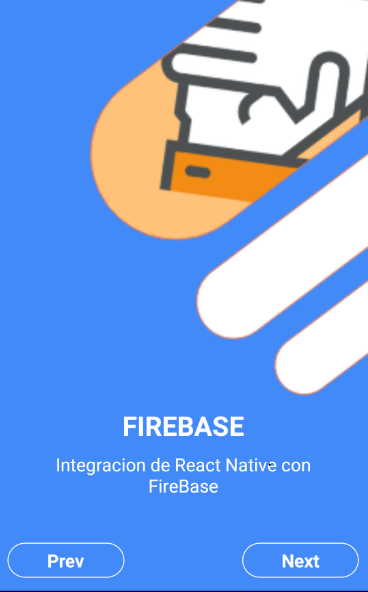 FIREBASE
Integracion de React Native con
FireBase
Prev
Next